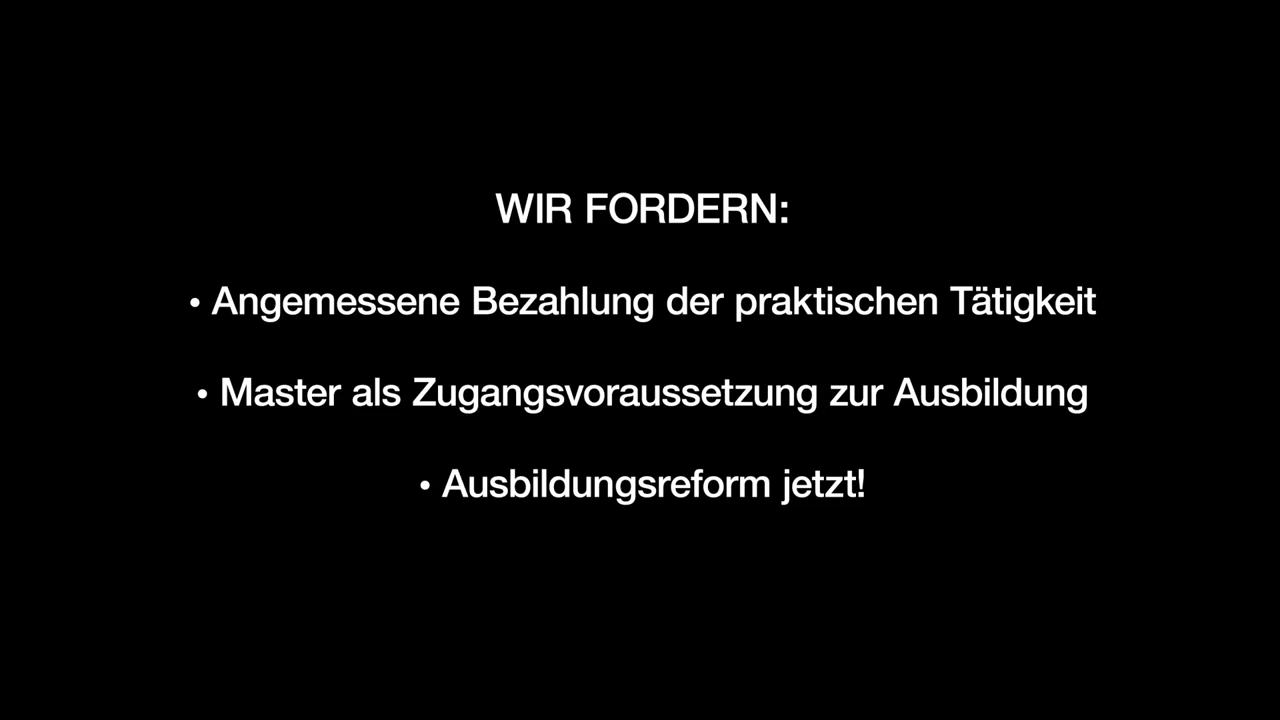 WIR FORDERN:
• Angemessene Bezahlung der praktischen Tätigkeit
• Master als Zugangsvoraussetzung zur Ausbildung
• Ausbildungsreform jetzt!